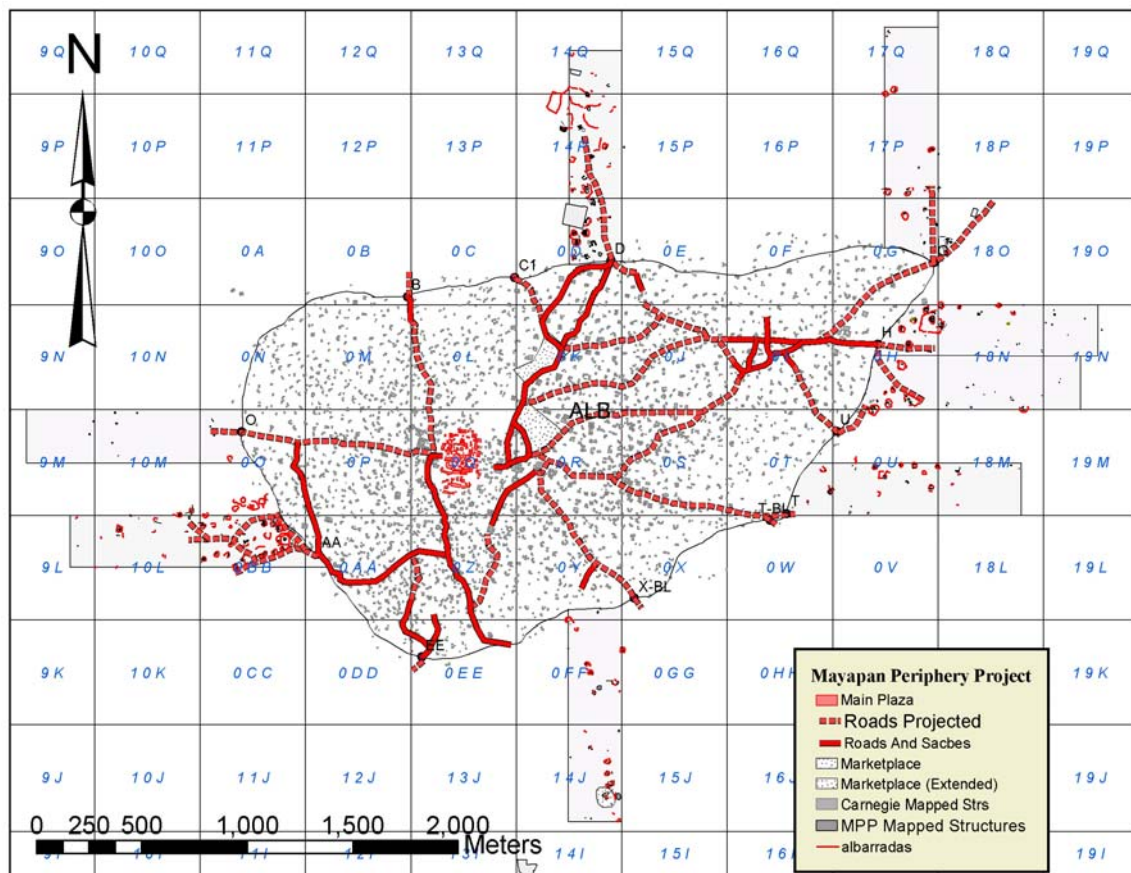 9Q 10Q 11Q 12Q 13Q 14Q 15Q 16Q 17Q 18Q 19Q
N
9P 10P 11P 12P 13P 15P 16P 17P 18P 19P
9O 10O 0A 0B 0C D 0E 0F 0G 18O 19O
C1
B
H
9N 10N 0N 0M 0L 0J 0H 18N 19N
ALB
O U
9M 10M 0O 0P 0Q 0R 0S 0T 0U 18M 19M
T-BL T
AA
9L 10L 0BB 0AA 0Z 0Y 0X 0W 0V 18L 19L
X-BL
EE
9K 10K 0CC 0DD 0EE 0FF 0GG 19K
Mayapan Periphery Project
Main Plaza
Roads Projected
Roads And Sacbes
Marketplace
Marketplace (Extended)
Carnegie Mapped Strs
MPP Mapped Structures
albarradas
9J 10J 11J 12J 13J 14J 15J 19J
0 250 500 1,000 1,500 2,000
Meters
14I 15I 19I